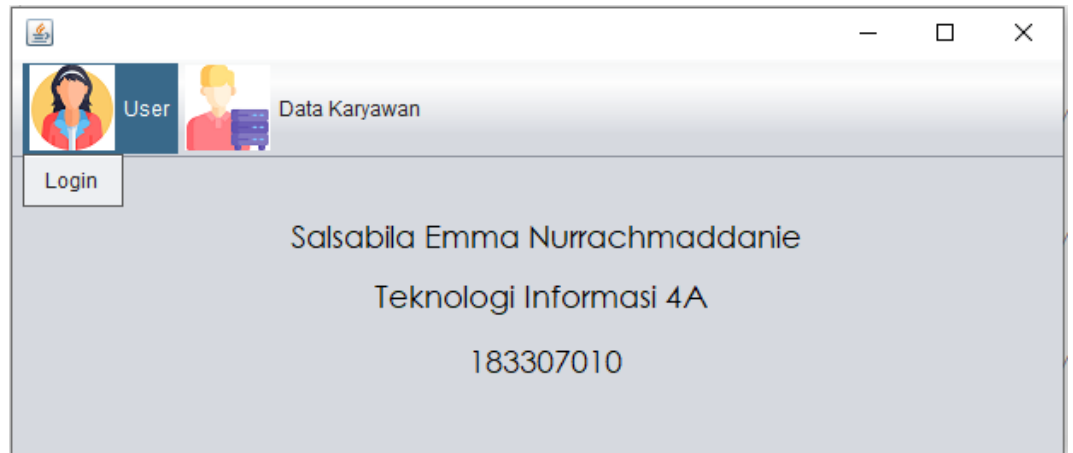 User Data Karyawan
Login
Salsabila Emma Nurrachmaddanie
Teknologi Informasi 4A
183307010